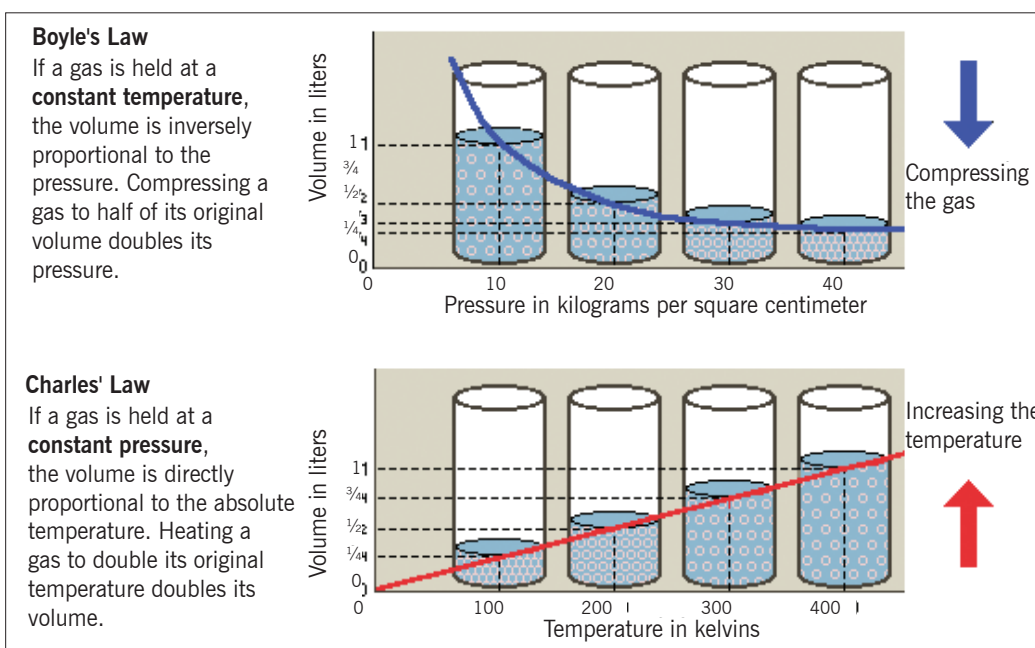 Boyle's Law
If a gas is held at a
constant temperature,
the volume is inversely
proportional to the
pressure. Compressing a
gas to half of its original
volume doubles its
pressure.
Volume in liters
1
¾
½
¼
0
0
10
20
30
40
Pressure in kilograms per square centimeter
Compressing
the gas
Charles' Law
If a gas is held at a
constant pressure,
the volume is directly
proportional to the absolute
temperature. Heating a
gas to double its original
temperature doubles its
volume.
Volume in liters
1
¾
½
¼
0
0
100
200
300
400
Temperature in kelvins
Increasing the
temperature